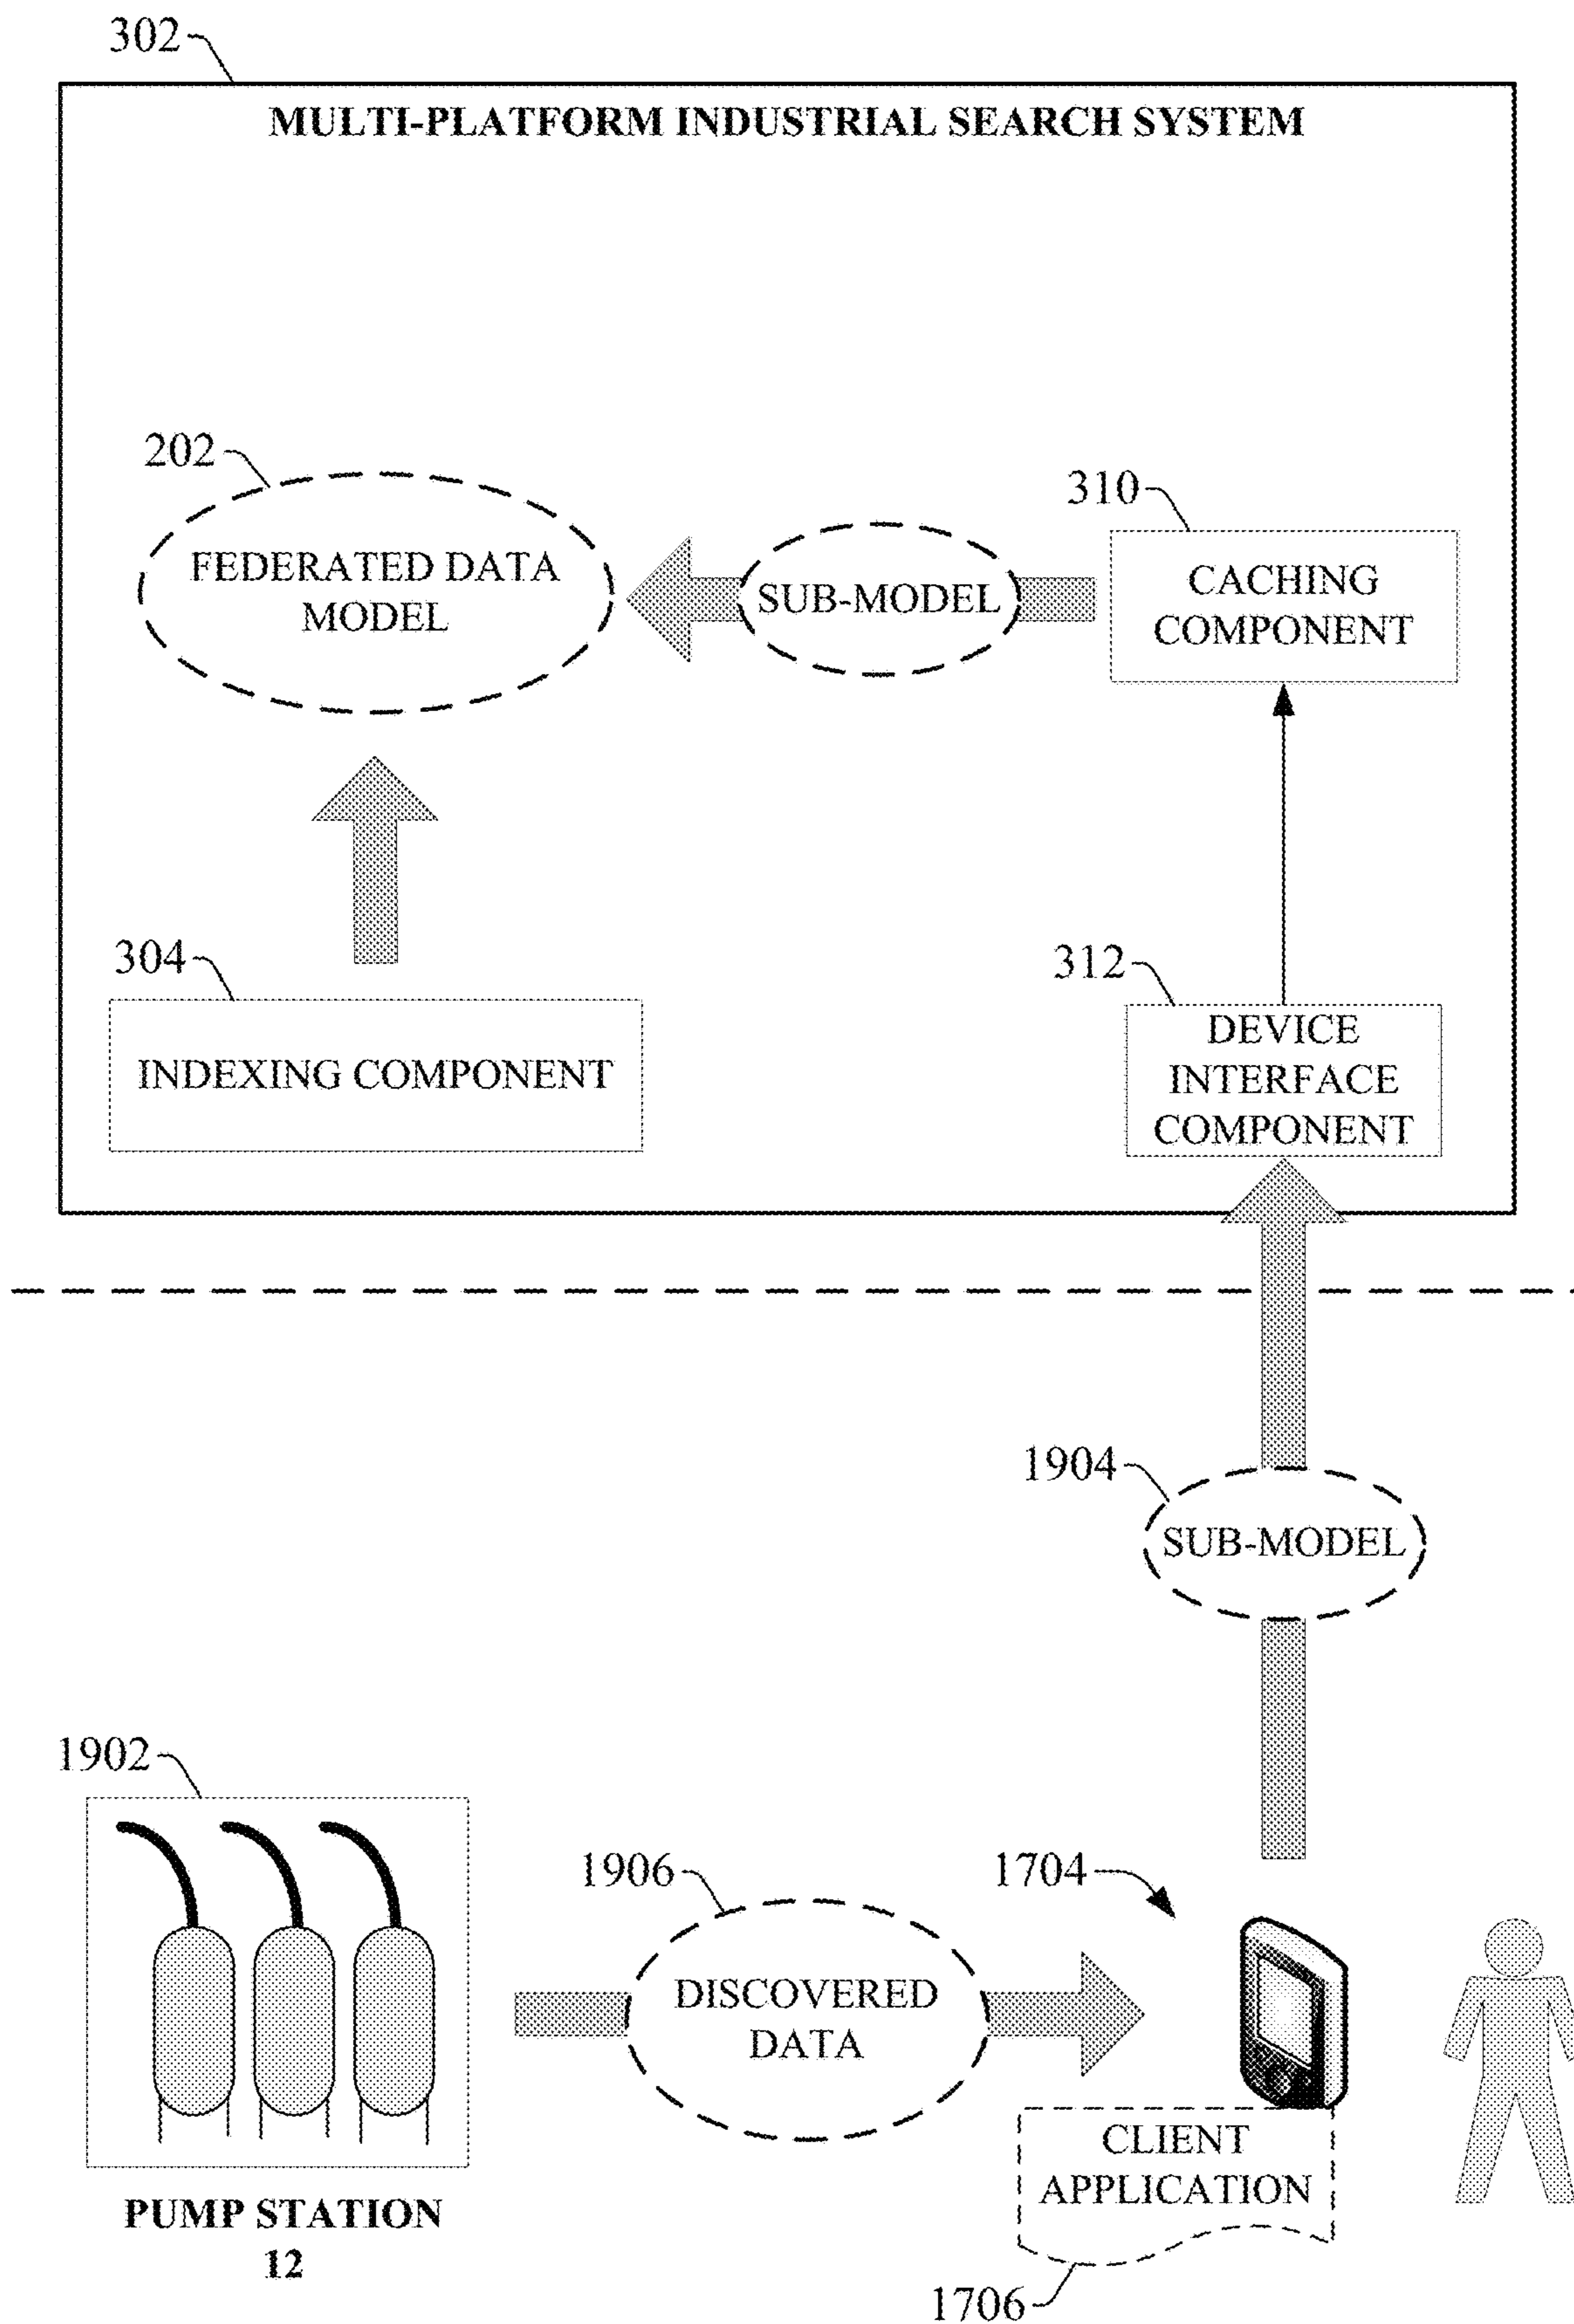 302
MULTI-PLATFORM INDUSTRIAL SEARCH SYSTEM
202
FEDERATED DATA
MODEL
SUB-MODEL
310
CACHING
COMPONENT
304
INDEXING COMPONENT
312
DEVICE
INTERFACE
COMPONENT
1904
SUB-MODEL
1902
PUMP STATION
12
1906
DISCOVERED
DATA
1704
CLIENT
APPLICATION
1706